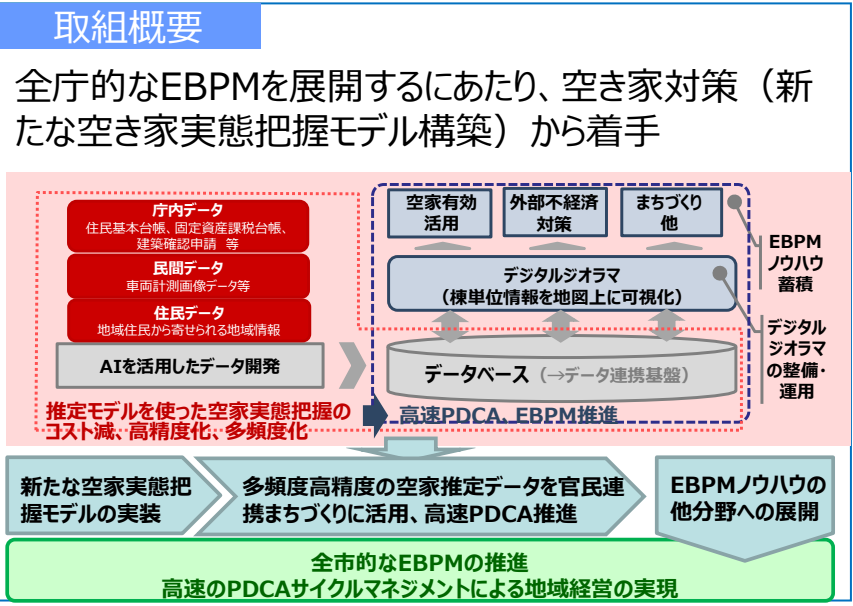 取組概要
全庁的なEBPMを展開するにあたり、空き家対策（新
たな空き家実態把握モデル構築）から着手
庁内データ
住民基本台帳、固定資産課税台帳、
建築確認申請 等
民間データ
車両計測画像データ等
住民データ
地域住民から寄せられる地域情報
AIを活用したデータ開発
推定モデルを使った空家実態把握の
コスト減、高精度化、多頻度化
空家有効
活用
外部不経済
対策
まちづくり
他
デジタルジオラマ
（棟単位情報を地図上に可視化）
データベース（→データ連携基盤）
高速PDCA、EBPM推進
EBPM
ノウハウ
蓄積
デジタル
ジオラマ
の整備・
運用
新たな空家実態把
握モデルの実装
多頻度高精度の空家推定データを官民連
携まちづくりに活用、高速PDCA推進
EBPMノウハウの
他分野への展開
全市的なEBPMの推進
高速のPDCAサイクルマネジメントによる地域経営の実現